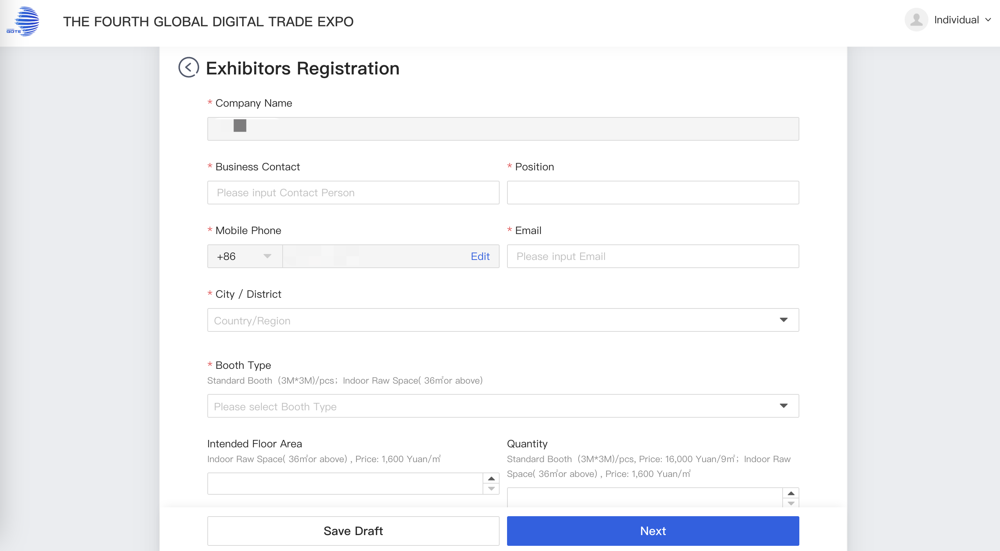 GDTE
THE FOURTH GLOBAL DIGITAL TRADE EXPO
Individual
Exhibitors Registration
* Company Name
* Business Contact
* Position
Please input Contact Person
* Mobile Phone
* Email
+86
Edit
Please input Email
* City / District
Country/Region
* Booth Type
Standard Booth (3M*3M)/pcs; Indoor Raw Space( 36㎡or above)
Please select Booth Type
Intended Floor Area
Indoor Raw Space( 36㎡or above) , Price: 1,600 Yuan/㎡
Quantity
Standard Booth (3M*3M)/pcs, Price: 16,000 Yuan/9㎡; Indoor Raw
Space( 36㎡or above) , Price: 1,600 Yuan/㎡
Save Draft
Next